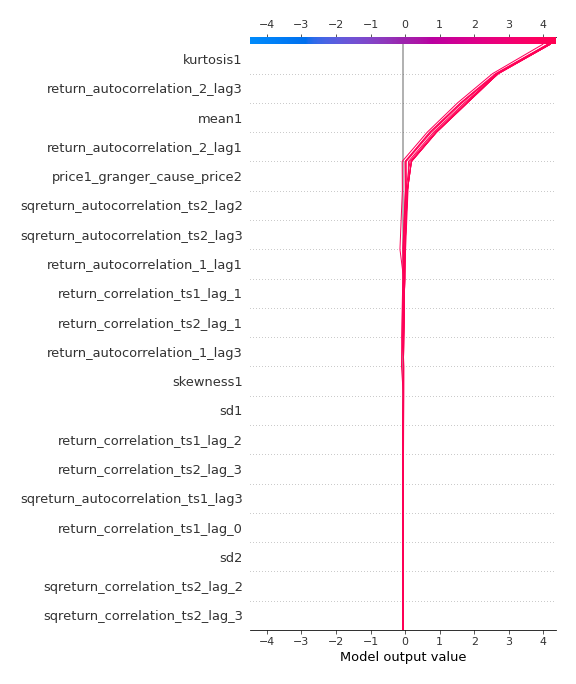 −4 −3 −2 −1 0 1 2 3 4
kurtosis1
return_autocorrelation_2_lag3
mean1
return_autocorrelation_2_lag1
price1_granger_cause_price2
sqreturn_autocorrelation_ts2_lag2
sqreturn_autocorrelation_ts2_lag3
return_autocorrelation_1_lag1
return_correlation_ts1_lag_1
return_correlation_ts2_lag_1
return_autocorrelation_1_lag3
skewness1
sd1
return_correlation_ts1_lag_2
return_correlation_ts2_lag_3
sqreturn_autocorrelation_ts1_lag3
return_correlation_ts1_lag_0
sd2
sqreturn_correlation_ts2_lag_2
sqreturn_correlation_ts2_lag_3
−4 −3 −2 −1 0 1 2 3 4
Model output value